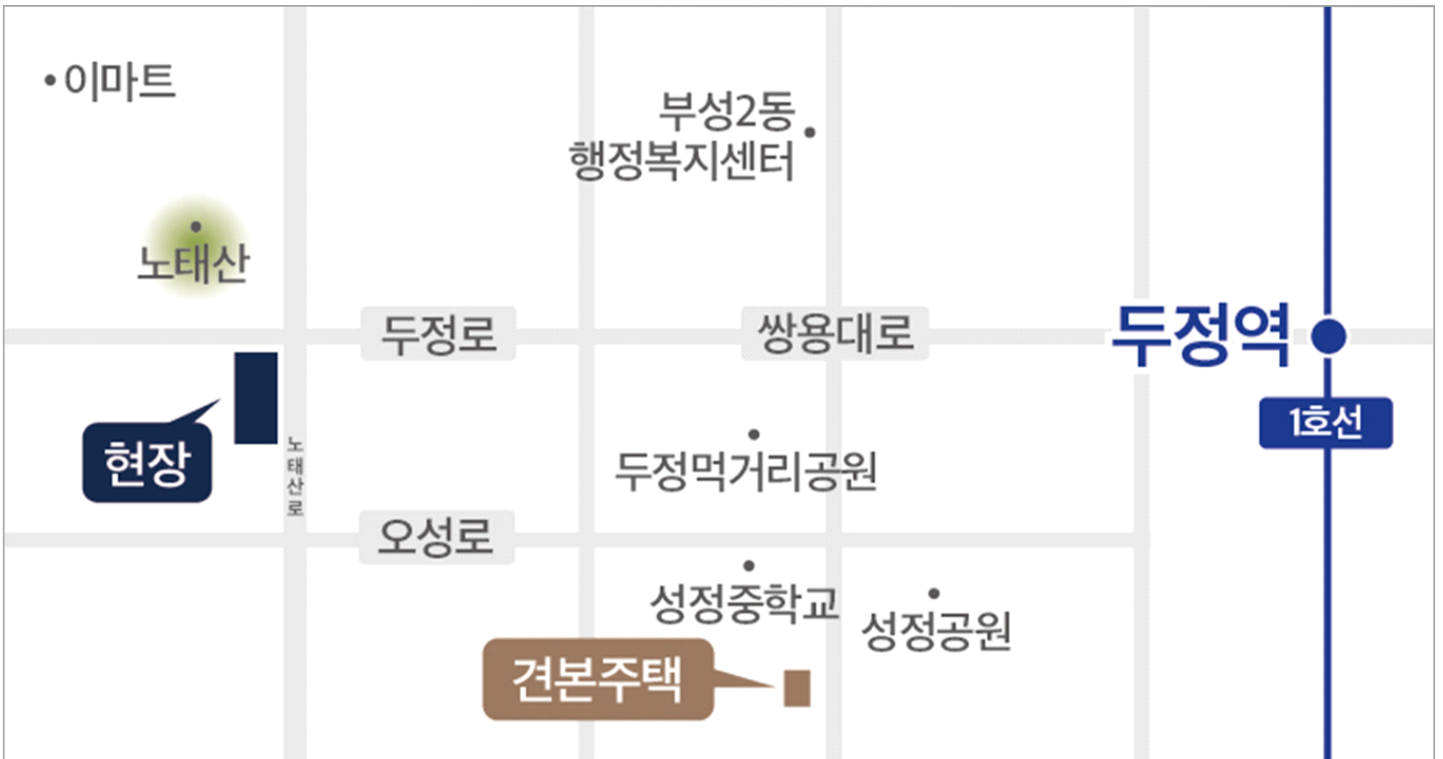 이마트
부성2동
행정복지센터
노태산
두정로
쌍용대로
두정역
1호선
현장
노태산로
두정먹거리공원
오성로
성정중학교
성정공원
견본주택